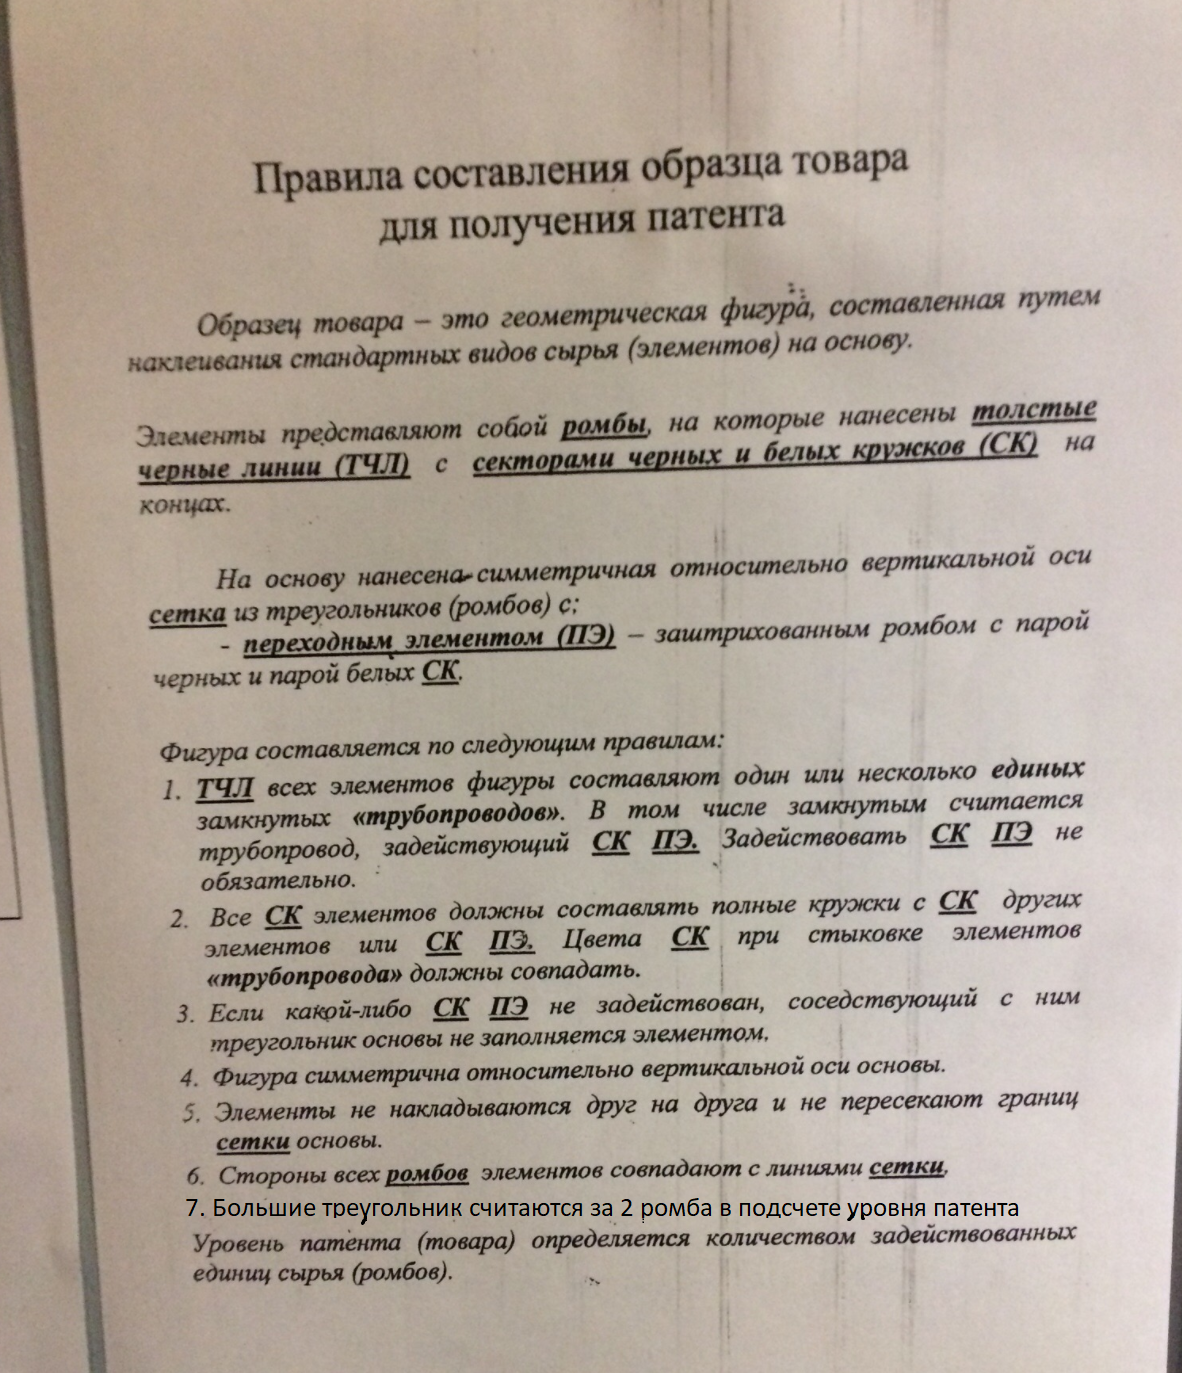 Правила составления образца товара
для получения патента
Образец товара – это геометрическая фигура, составленная путем
наклеивания стандартных видов сырья (элементов) на основу.
Элементы представляют собой ромбы, на которые нанесены толстые
черные линии (ТЧЛ) с секторами черных и белых кружков (СК) на
концах.
На основу нанесена симметричная относительно вертикальной оси
сетка из треугольников (ромбов) с;
- переходным элементом (ПЭ) – заштрихованным ромбом с парой
черных и парой белых СК.
Фигура составляется по следующим правилам:
1. ТЧЛ всех элементов фигуры составляют один или несколько единых
замкнутых «трубопроводов». В том числе замкнутым считается
трубопровод, задействующий СК ПЭ. Задействовать СК ПЭ не
обязательно.
2. Все СК элементов должны составлять полные кружки с СК других
элементов или СК ПЭ. Цвета СК при стыковке элементов
«трубопровода» должны совпадать.
3. Если какой-либо СК ПЭ не задействован, соседствующий с ним
треугольник основы не заполняется элементом.
4. Фигура симметрична относительно вертикальной оси основы.
5. Элементы не накладываются друг на друга и не пересекают границ
сетки основы.
6. Стороны всех ромбов элементов совпадают с линиями сетки.
7. Большие треугольник считаются за 2 ромба в подсчете уровня патента
Уровень патента (товара) определяется количеством задействованных
единиц сырья (ромбов).